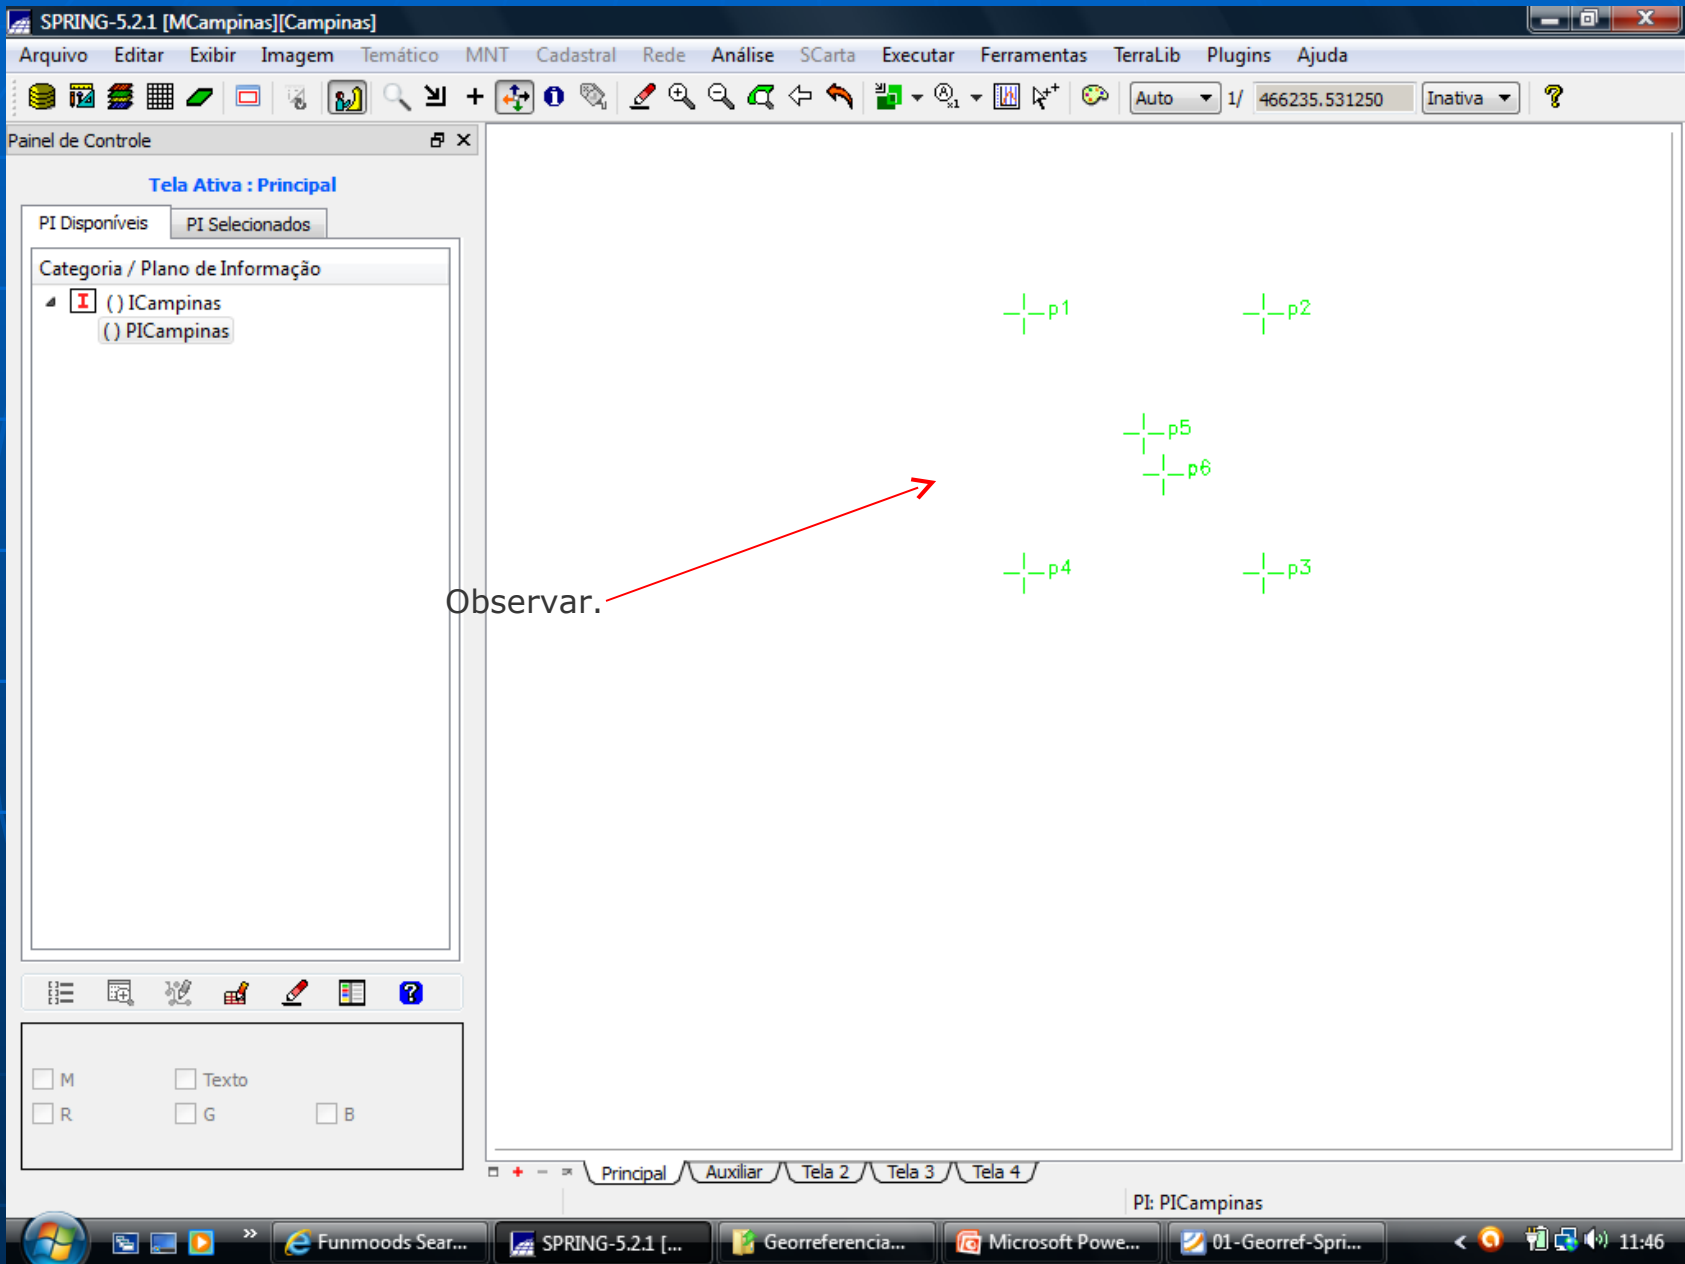 SPRING-5.2.1 [MCampinas][Campinas]
Arquivo Editar Exibir Imagem Temático MNT Cadastral Rede Análise SCarta Executar Ferramentas TerraLib Plugins Ajuda
Auto 1/ 466235.531250 Inativa
Painel de Controle
Tela Ativa : Principal
PI Disponíveis PI Selecionados
Categoria / Plano de Informação
I ( ) ICampinas
( ) PICampinas
p1 p2
p5
p6
p4 p3
Observar.
M Texto
R G B
Principal Auxiliar Tela 2 Tela 3 Tela 4
PI: PICampinas
Funmoods Sear... SPRING-5.2.1 [... Georreferencia... Microsoft Powe... 01-Georref-Spri... 11:46